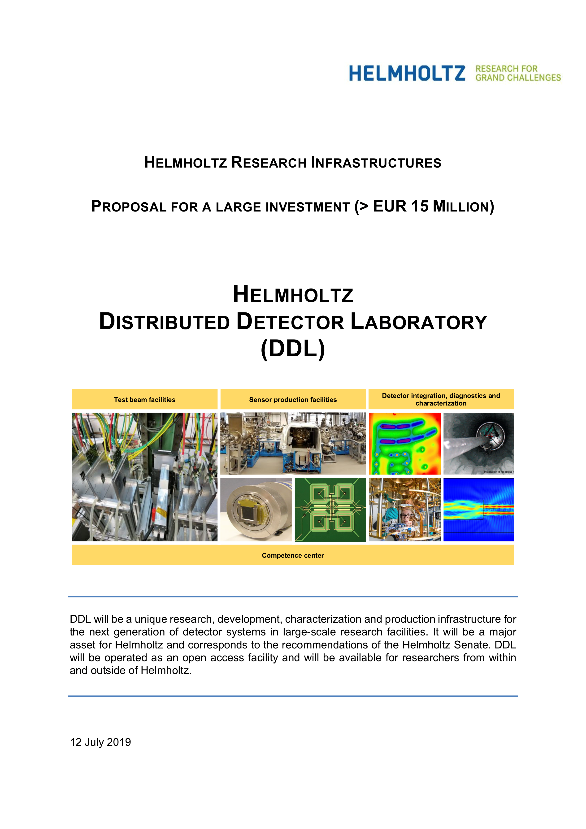 HELMHOLTZ RESEARCH FOR
GRAND CHALLENGES
HELMHOLTZ RESEARCH INFRASTRUCTURES
PROPOSAL FOR A LARGE INVESTMENT (> EUR 15 MILLION)
HELMHOLTZ
DISTRIBUTED DETECTOR LABORATORY
(DDL)
Test beam facilities
Sensor production facilities
Detector integration, diagnostics and
characterization
Competence center
DDL will be a unique research, development, characterization and production infrastructure for
the next generation of detector systems in large-scale research facilities. It will be a major
asset for Helmholtz and corresponds to the recommendations of the Helmholtz Senate. DDL
will be operated as an open access facility and will be available for researchers from within
and outside of Helmholtz.
12 July 2019